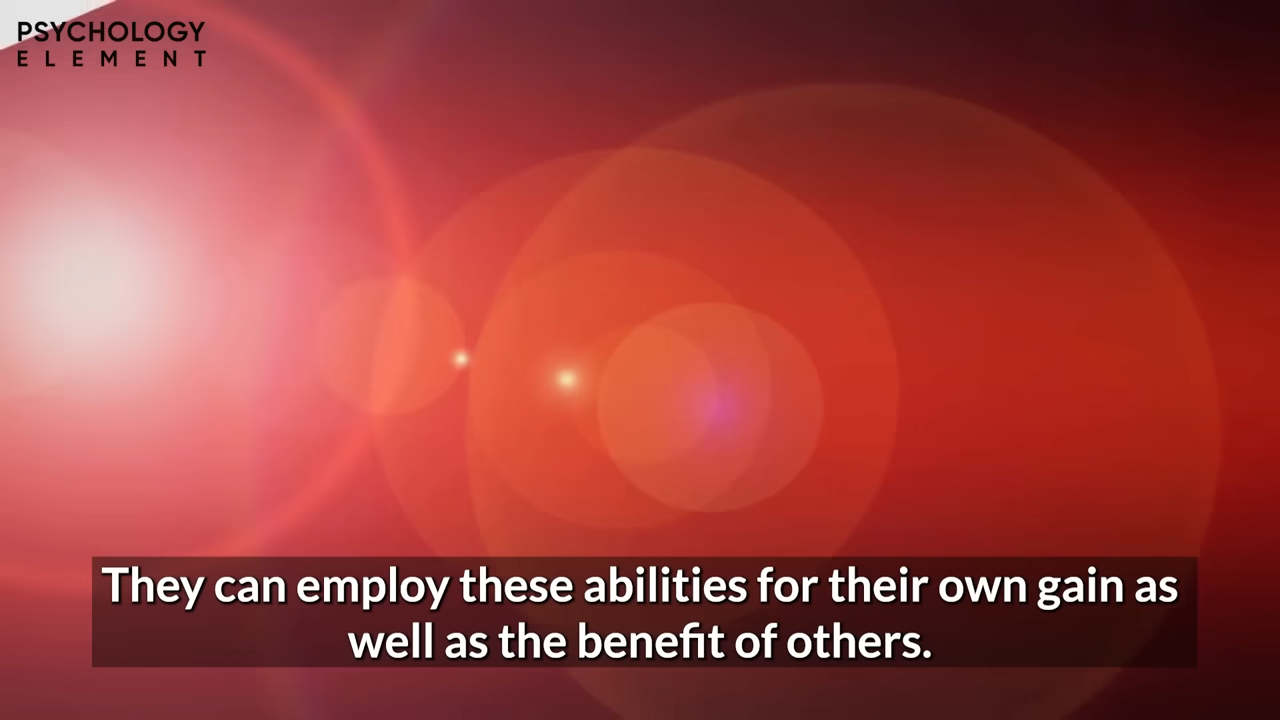 PSYCHOLOGY
ELEMENT
They can employ these abilities for their own gain as
well as the benefit of others.